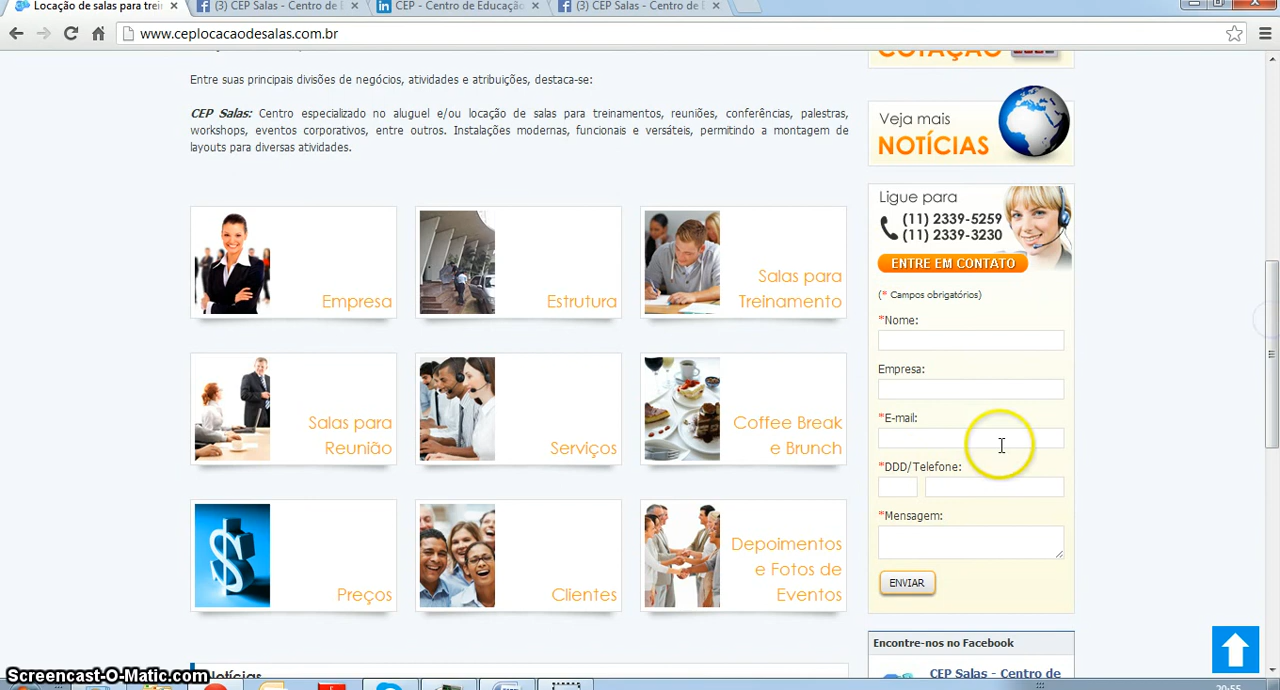 Locação de salas para trei
(3) CEP Salas - Centro de E
CEP - Centro de Educação
(3) CEP Salas - Centro de
www.ceplocacaodesalas.com.br
COTAÇÃO
Entre suas principais divisões de negócios, atividades e atribuições, destaca-se:
CEP Salas: Centro especializado no aluguel e/ou locação de salas para treinamentos, reuniões, conferências, palestras,
workshops, eventos corporativos, entre outros. Instalações modernas, funcionais e versáteis, permitindo a montagem de
layouts para diversas atividades.
Veja mais
NOTÍCIAS
Empresa
Estrutura
Salas para
Treinamento
Salas para
Reunião
Serviços
Coffee Break
e Brunch
Preços
Clientes
Depoimentos
e Fotos de
Eventos
Ligue para
(11) 2339-5259
(11) 2339-3230
ENTRE EM CONTATO
(* Campos obrigatórios)
*Nome:
Empresa:
*E-mail:
*DDD/Telefone:
*Mensagem:
ENVIAR
Encontre-nos no Facebook
CEP Salas - Centro de
Notícias
Screencast-O-Matic.com
20:55